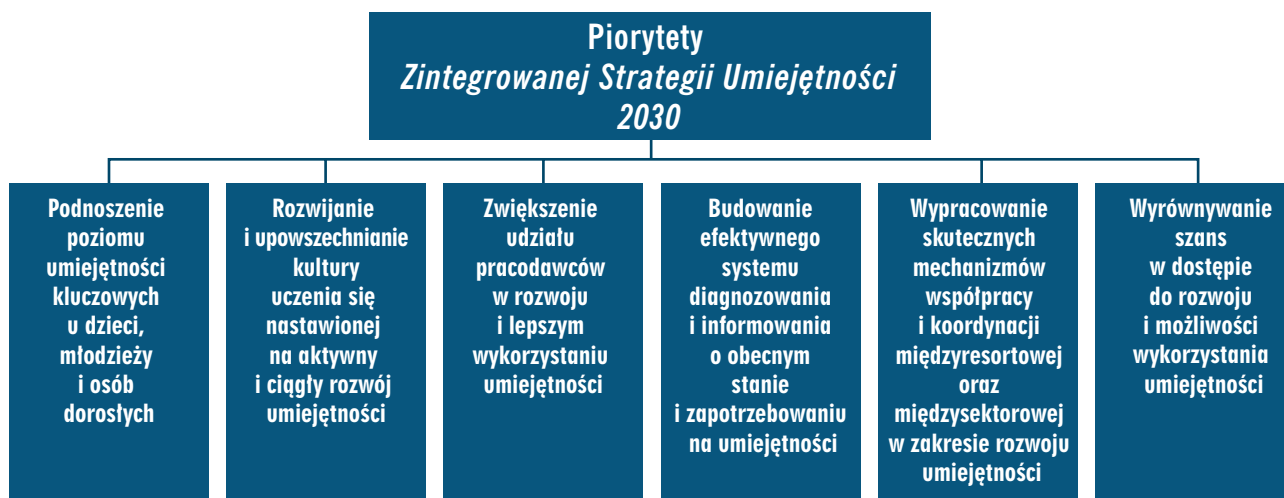 Piorytety
Zintegrowanej Strategii Umiejętności
2030
Podnoszenie
poziomu
umiejętności
kluczowych
u dzieci,
młodzieży
i osób
dorosłych
Rozwijanie
i upowszechnianie
kultury
uczenia się
nastawionej
na aktywny
i ciągły rozwój
umiejętności
Zwiększenie
udziału
pracodawców
w rozwoju
i lepszym
wykorzystaniu
umiejętności
Budowanie
efektywnego
systemu
diagnozowania
i informowania
o obecnym
stanie
i zapotrzebowaniu
na umiejętności
Wypracowanie
skutecznych
mechanizmów
współpracy
i koordynacji
międzyresortowej
oraz
międzysektorowej
w zakresie rozwoju
umiejętności
Wyrównywanie
szans
w dostępie
do rozwoju
i możliwości
wykorzystania
umiejętności